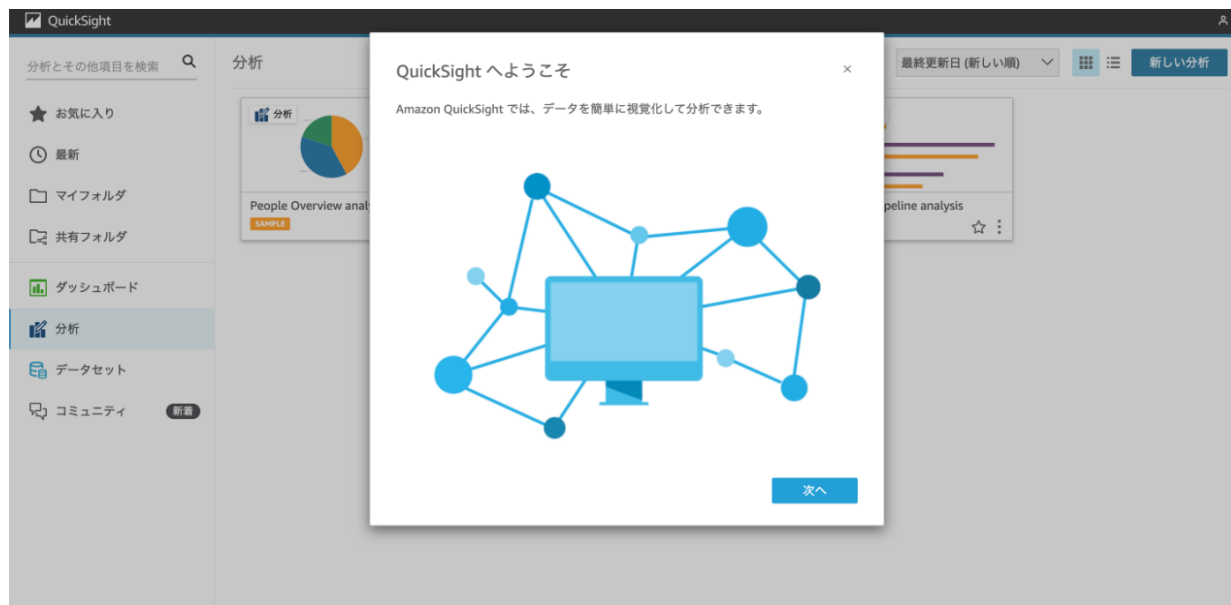 QuickSight
分析とその他項目を検索
お気に入り
最新
マイフォルダ
共有フォルダ
ダッシュボード
分析
データセット
コミュニティ 新着
分析
最終更新日 (新しい順)
新しい分析
分析
People Overview anal
SAMPLE
peline analysis
QuickSight へようこそ
Amazon QuickSight では、データを簡単に視覚化して分析できます。
次へ